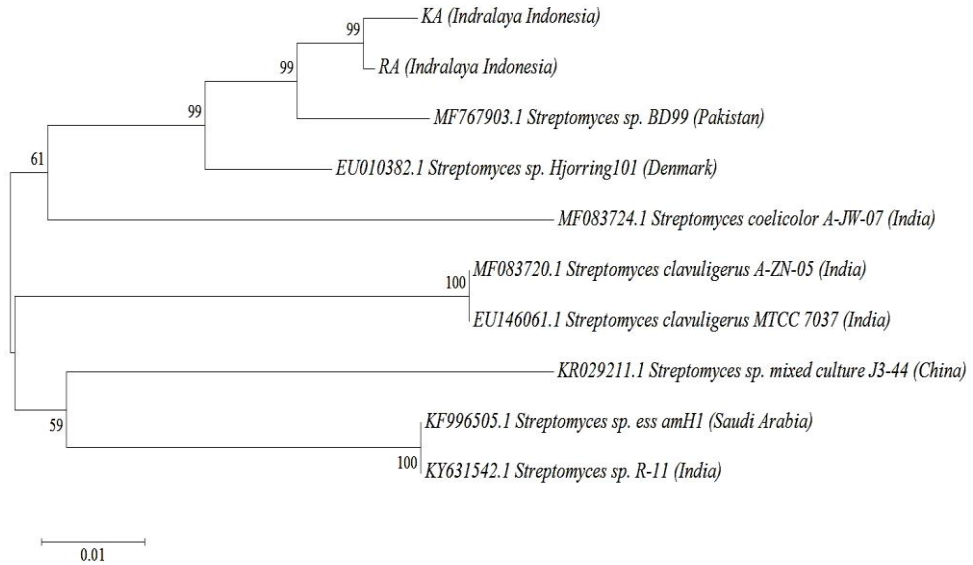 KA (Indralaya Indonesia)
99
RA (Indralaya Indonesia)
99
MF767903.1 Streptomyces sp. BD99 (Pakistan)
99
EU010382.1 Streptomyces sp. Hjorring101 (Denmark)
61
MF083724.1 Streptomyces coelicolor A-JW-07 (India)
MF083720.1 Streptomyces clavuligerus A-ZN-05 (India)
100
EU146061.1 Streptomyces clavuligerus MTCC 7037 (India)
KR029211.1 Streptomyces sp. mixed culture J3-44 (China)
59
KF996505.1 Streptomyces sp. ess amH1 (Saudi Arabia)
100
KY631542.1 Streptomyces sp. R-11 (India)
0.01